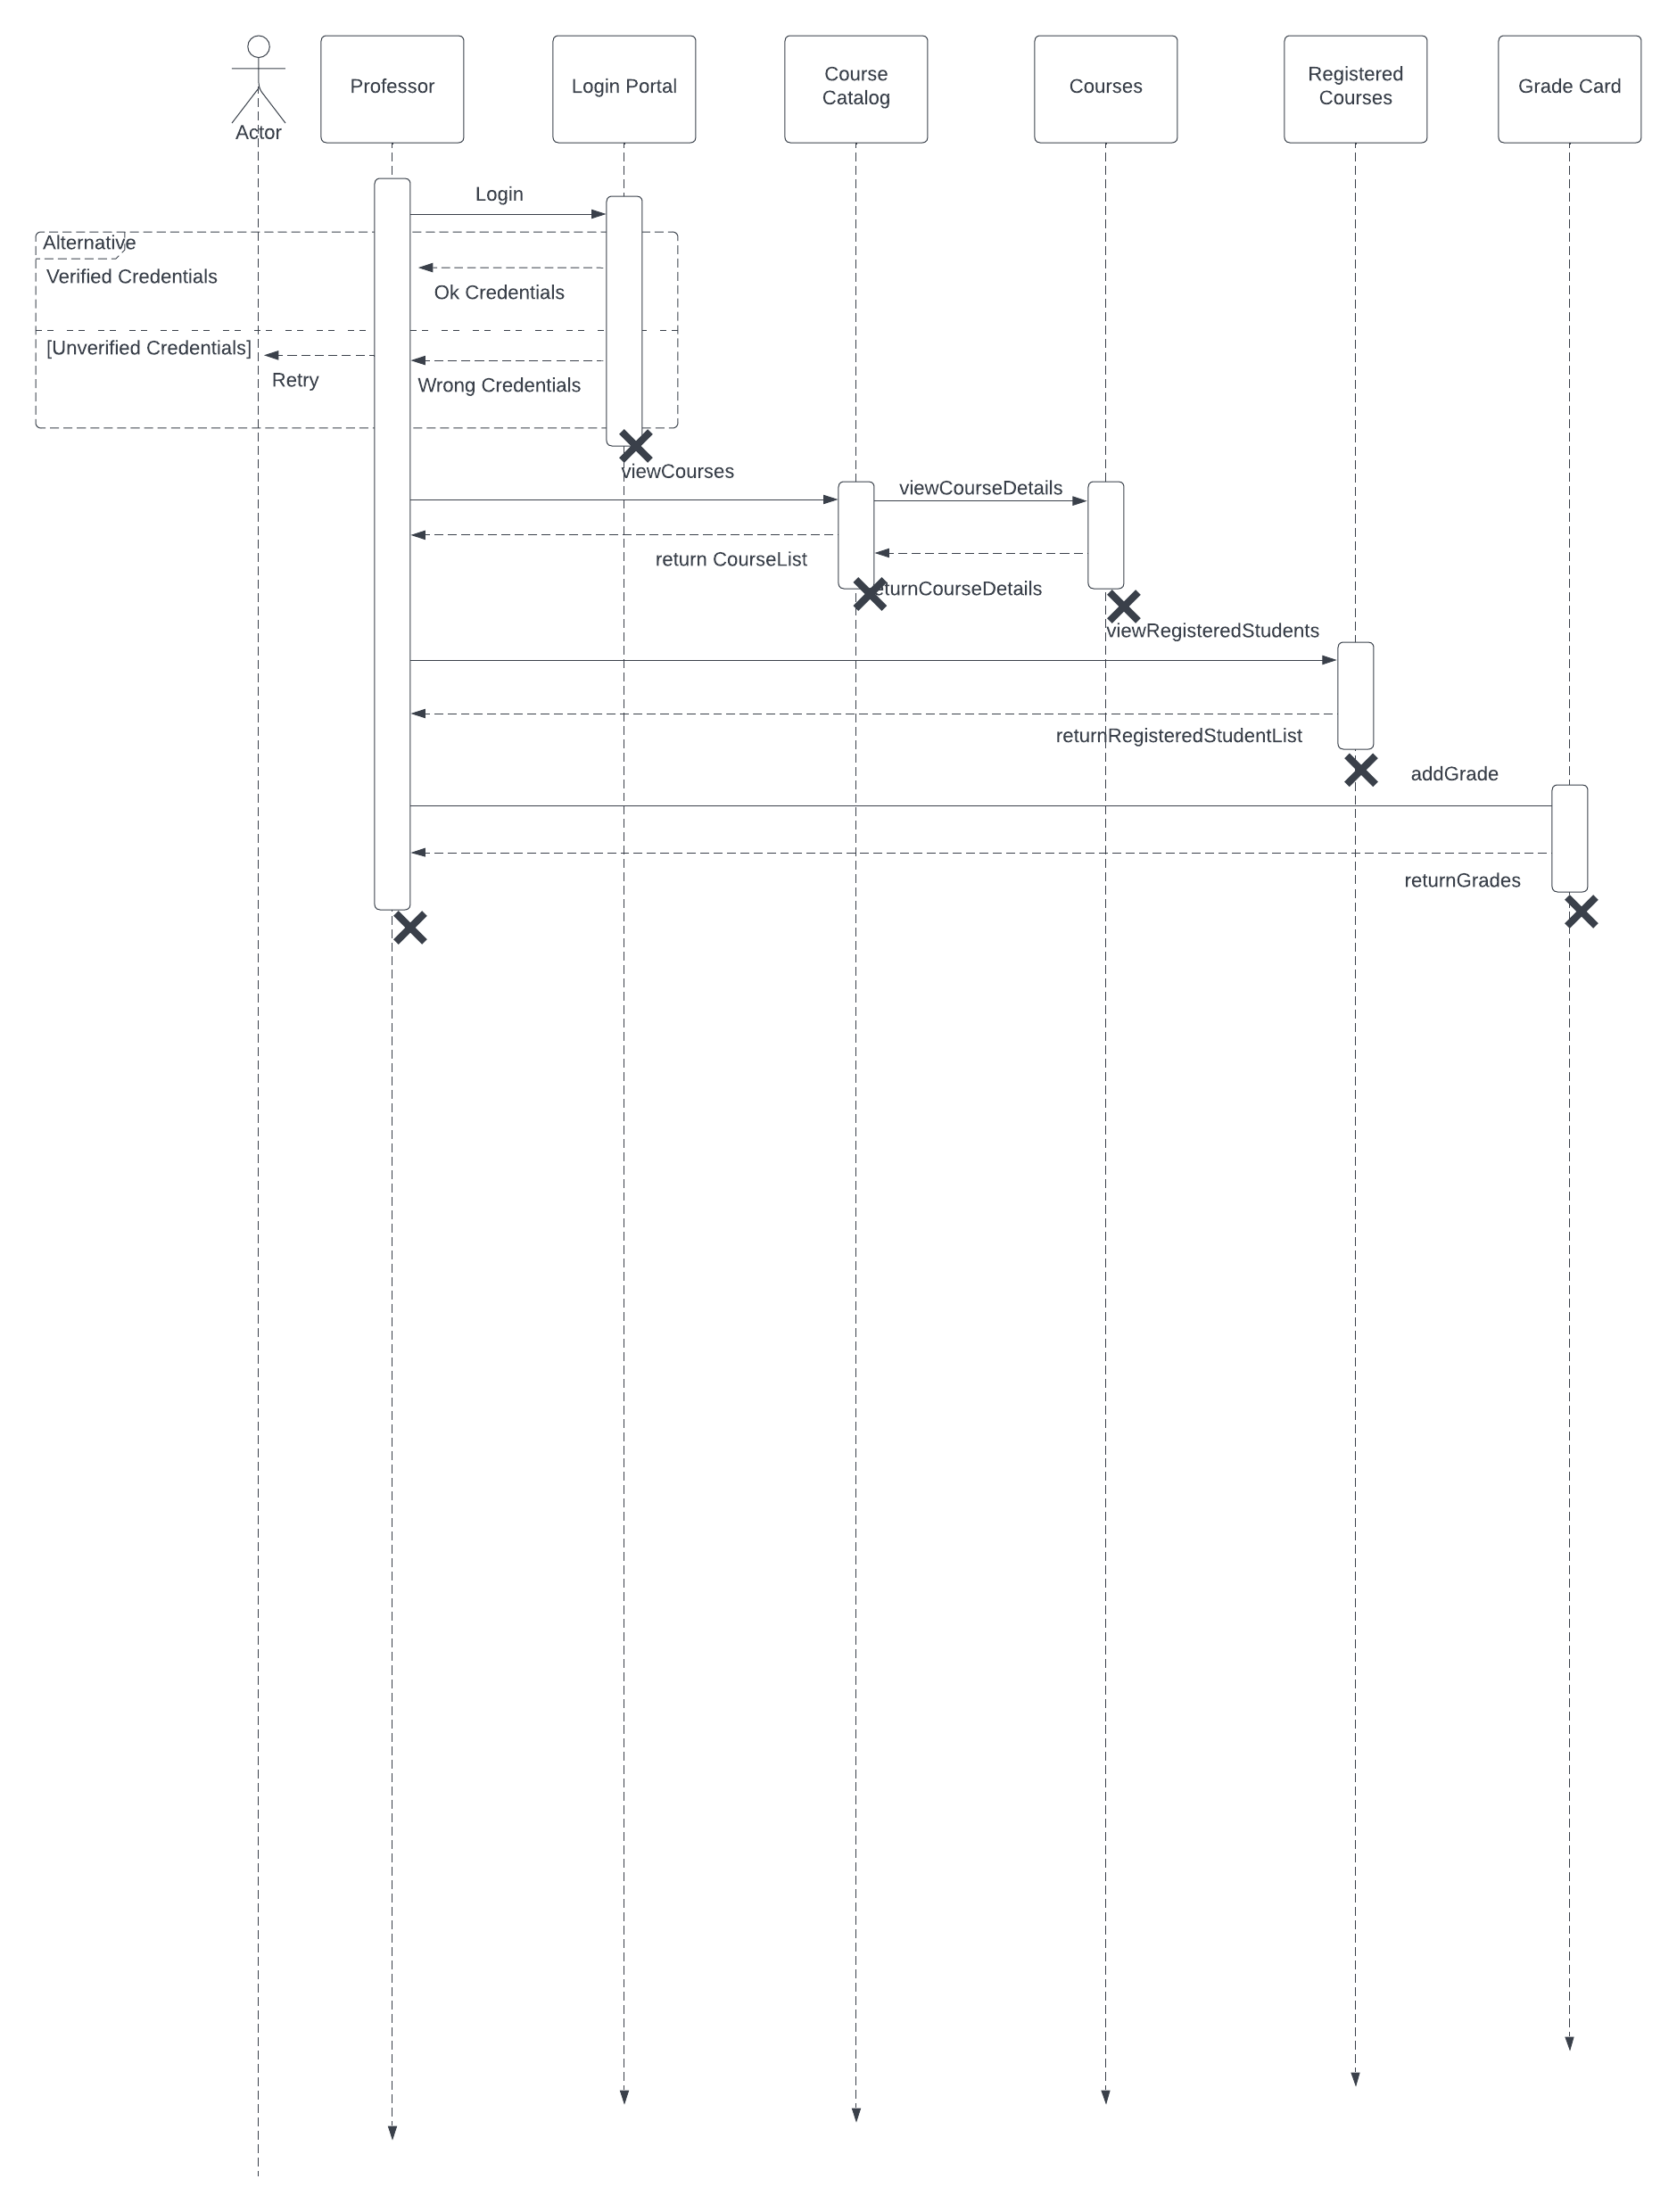 Actor
Professor
Login Portal
Course
Catalog
Courses
Registered
Courses
Grade Card
Login
Alternative
Verified Credentials
Ok Credentials
[Unverified Credentials]
Retry
Wrong Credentials
viewCourses
viewCourseDetails
return CourseList
eturnCourseDetails
viewRegisteredStudents
returnRegisteredStudentList
addGrade
returnGrades